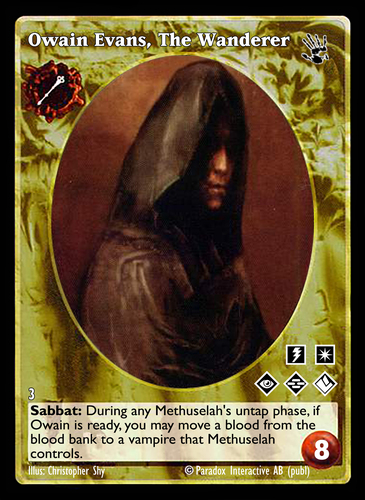 Owain Evans, The Wanderer
3
Sabbat: During any Methuselah's untap phase, if
Owain is ready, you may move a blood from the
blood bank to a vampire that Methuselah
controls.
8
Illus: Christopher Shy © Paradox Interactive AB (publ)